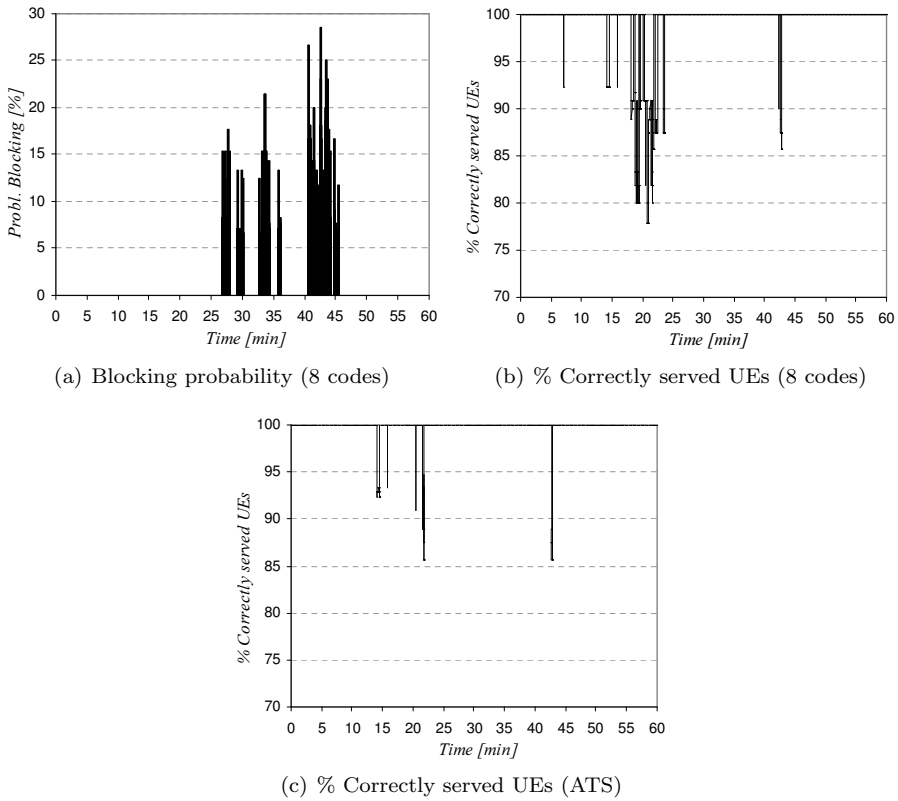 30
25
20
15
10
5
0
Probl. Blocking [%]
0 5 10 15 20 25 30 35 40 45 50 55 60
Time [min]
(a) Blocking probability (8 codes)
100
95
90
85
80
75
70
% Correctly served UEs
0 5 10 15 20 25 30 35 40 45 50 55 60
Time [min]
(b) % Correctly served UEs (8 codes)
100
95
90
85
80
75
70
% Correctly served UEs
0 5 10 15 20 25 30 35 40 45 50 55 60
Time [min]
(c) % Correctly served UEs (ATS)